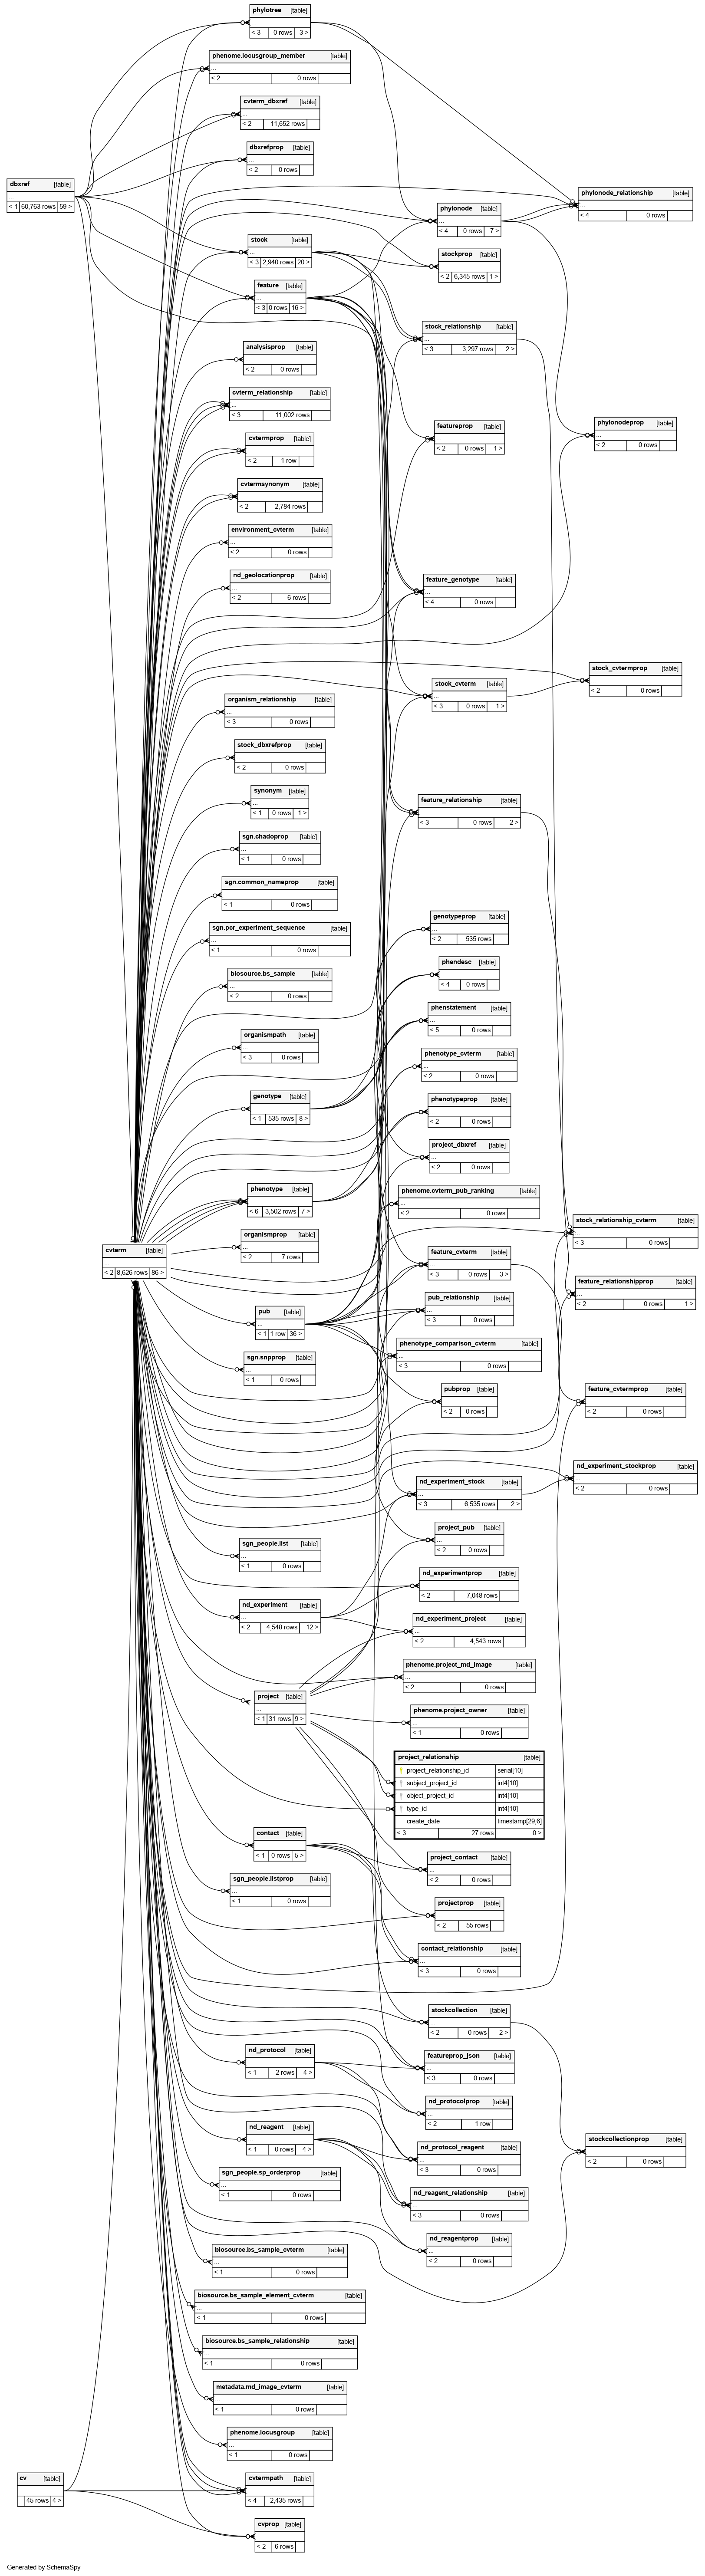 phylotree [table]
...
< 3 0 rows 3 >
phenome.locusgroup_member [table]
...
< 2 0 rows
cvterm_dbxref [table]
...
< 2 11,652 rows
dbxrefprop [table]
...
< 2 0 rows
dbxref [table]
...
< 1 60,763 rows 59 >
phylonode_relationship [table]
...
< 4 0 rows
phylonode [table]
...
< 4 0 rows 7 >
stock [table]
...
< 3 2,940 rows 20 >
stockprop [table]
...
< 2 6,345 rows 1 >
feature [table]
...
< 3 0 rows 16 >
stock_relationship [table]
...
< 3 3,297 rows 2 >
analysisprop [table]
...
< 2 0 rows
cvterm_relationship [table]
...
< 3 11,002 rows
phylonodeprop [table]
...
< 2 0 rows
featureprop [table]
...
< 2 0 rows 1 >
cvtermprop [table]
...
< 2 1 row
cvtermsynonym [table]
...
< 2 2,784 rows
environment_cvterm [table]
...
< 2 0 rows
nd_geolocationprop [table]
...
< 2 6 rows
feature_genotype [table]
...
< 4 0 rows
stock_cvtermprop [table]
...
< 2 0 rows
stock_cvterm [table]
...
< 3 0 rows 1 >
organism_relationship [table]
...
< 3 0 rows
stock_dbxrefprop [table]
...
< 2 0 rows
synonym [table]
...
< 1 0 rows 1 >
feature_relationship [table]
...
< 3 0 rows 2 >
sgn.chadoprop [table]
...
< 1 0 rows
sgn.common_nameprop [table]
...
< 1 0 rows
genotypeprop [table]
...
< 2 535 rows
sgn.pcr_experiment_sequence [table]
...
< 1 0 rows
phendesc [table]
...
< 4 0 rows
biosource.bs_sample [table]
...
< 2 0 rows
phenstatement [table]
...
< 5 0 rows
organismpath [table]
...
< 3 0 rows
phenotype_cvterm [table]
...
< 2 0 rows
genotype [table]
...
< 1 535 rows 8 >
phenotypeprop [table]
...
< 2 0 rows
project_dbxref [table]
...
< 2 0 rows
phenotype [table]
...
< 6 3,502 rows 7 >
phenome.cvterm_pub_ranking [table]
...
< 2 0 rows
stock_relationship_cvterm [table]
...
< 3 0 rows
organismprop [table]
...
< 2 7 rows
cvterm [table]
...
< 2 8,626 rows 86 >
feature_cvterm [table]
...
< 3 0 rows 3 >
feature_relationshipprop [table]
...
< 2 0 rows 1 >
pub_relationship [table]
...
< 3 0 rows
pub [table]
...
< 1 1 row 36 >
phenotype_comparison_cvterm [table]
...
< 3 0 rows
sgn.snpprop [table]
...
< 1 0 rows
pubprop [table]
...
< 2 0 rows
feature_cvtermprop [table]
...
< 2 0 rows
nd_experiment_stockprop [table]
...
< 2 0 rows
nd_experiment_stock [table]
...
< 3 6,535 rows 2 >
project_pub [table]
...
< 2 0 rows
sgn_people.list [table]
...
< 1 0 rows
nd_experimentprop [table]
...
< 2 7,048 rows
nd_experiment [table]
...
< 2 4,548 rows 12 >
nd_experiment_project [table]
...
< 2 4,543 rows
phenome.project_md_image [table]
...
< 2 0 rows
project [table]
...
< 1 31 rows 9 >
phenome.project_owner [table]
...
< 1 0 rows
project_relationship [table]
project_relationship_id serial[10]
subject_project_id int4[10]
object_project_id int4[10]
type_id int4[10]
create_date timestamp[29,6]
< 3 27 rows 0 >
contact [table]
...
< 1 0 rows 5 >
project_contact [table]
...
< 2 0 rows
sgn_people.listprop [table]
...
< 1 0 rows
projectprop [table]
...
< 2 55 rows
contact_relationship [table]
...
< 3 0 rows
stockcollection [table]
...
< 2 0 rows 2 >
nd_protocol [table]
...
< 1 2 rows 4 >
featureprop_json [table]
...
< 3 0 rows
nd_protocolprop [table]
...
< 2 1 row
nd_reagent [table]
...
< 1 0 rows 4 >
stockcollectionprop [table]
...
< 2 0 rows
nd_protocol_reagent [table]
...
< 3 0 rows
sgn_people.sp_orderprop [table]
...
< 1 0 rows
nd_reagent_relationship [table]
...
< 3 0 rows
nd_reagentprop [table]
...
< 2 0 rows
biosource.bs_sample_cvterm [table]
...
< 1 0 rows
biosource.bs_sample_element_cvterm [table]
...
< 1 0 rows
biosource.bs_sample_relationship [table]
...
< 1 0 rows
metadata.md_image_cvterm [table]
...
< 1 0 rows
phenome.locusgroup [table]
...
< 1 0 rows
cv [table]
...
45 rows 4 >
cvtermpath [table]
...
< 4 2,435 rows
cvprop [table]
...
< 2 6 rows
Generated by SchemaSpy